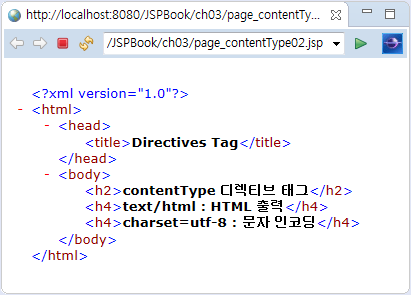 http://localhost:8080/JSPBook/ch03/page_contentTy...
/JSPBook/ch03/page_contentType02.jsp
<?xml version="1.0"?>
- <html>
- <head>
<title>Directives Tag</title>
</head>
- <body>
<h2>contentType 디렉티브 태그</h2>
<h4>text/html : HTML 출력</h4>
<h4>charset=utf-8 : 문자 인코딩</h4>
</body>
</html>